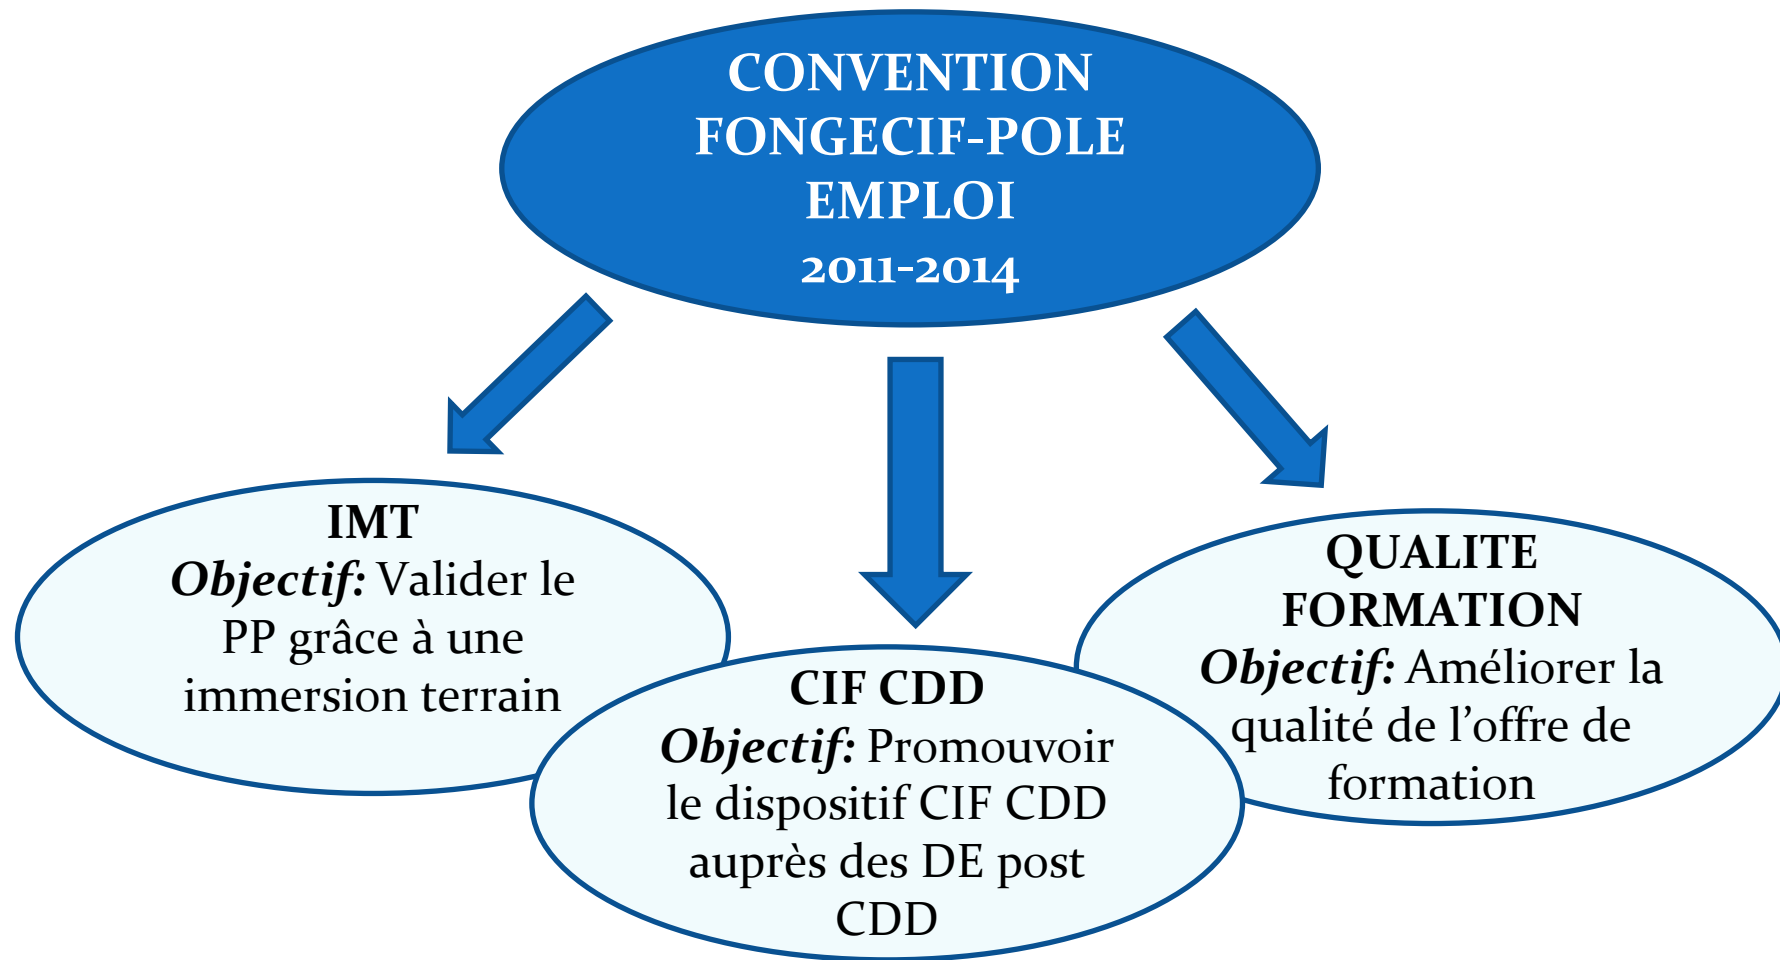 CONVENTION
FONGECIF-POLE
EMPLOI
2011-2014
IMT
Objectif: Valider le
PP grâce à une
immersion terrain
CIF CDD
Objectif: Promouvoir
le dispositif CIF CDD
auprès des DE post
CDD
QUALITE
FORMATION
Objectif: Améliorer la
qualité de l’offre de
formation